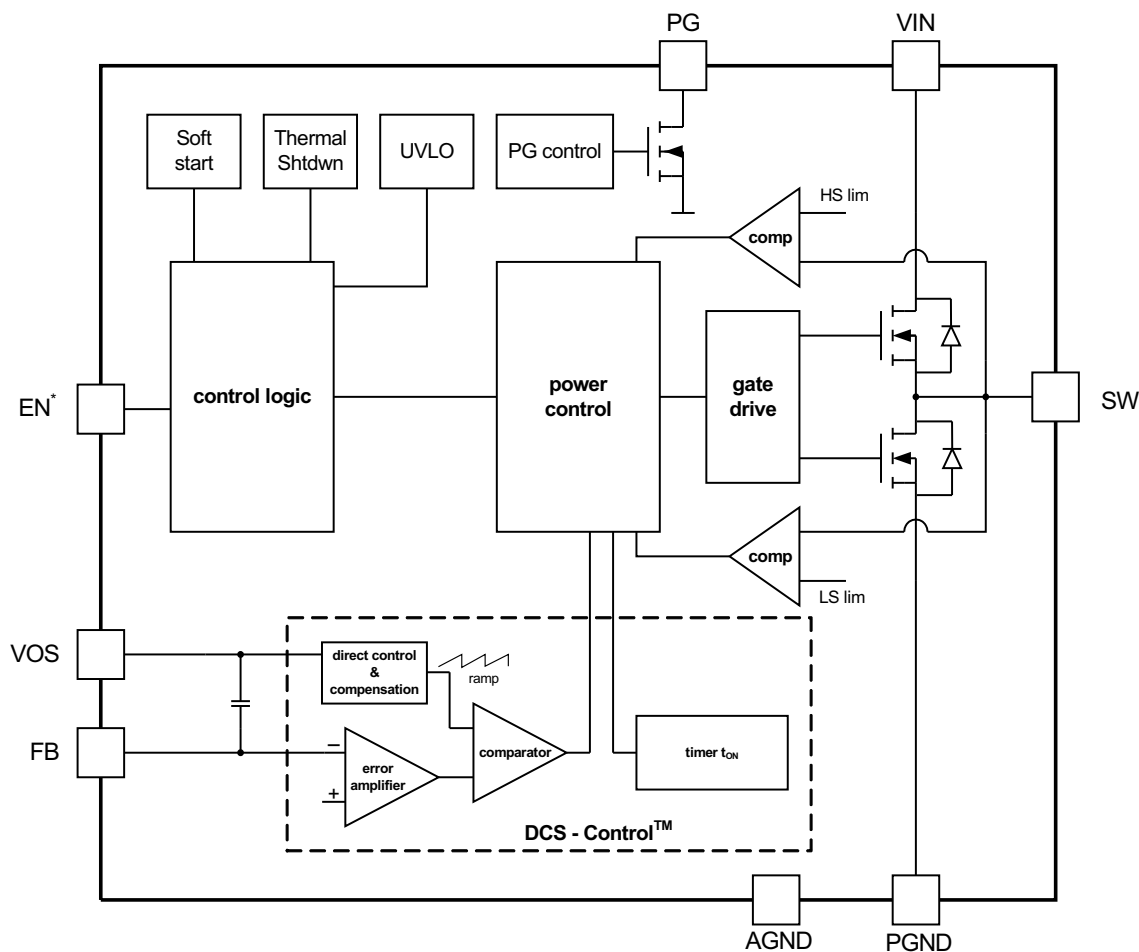 PG
VIN
Soft
start
Thermal
Shtdwn
UVLO
PG control
HS lim
comp
control logic
power
control
gate
drive
EN*
SW
comp
LS lim
VOS
direct control
&
compensation
ramp
FB
−
error
amplifier
+
comparator
timer tON
DCS - Control™
AGND
PGND